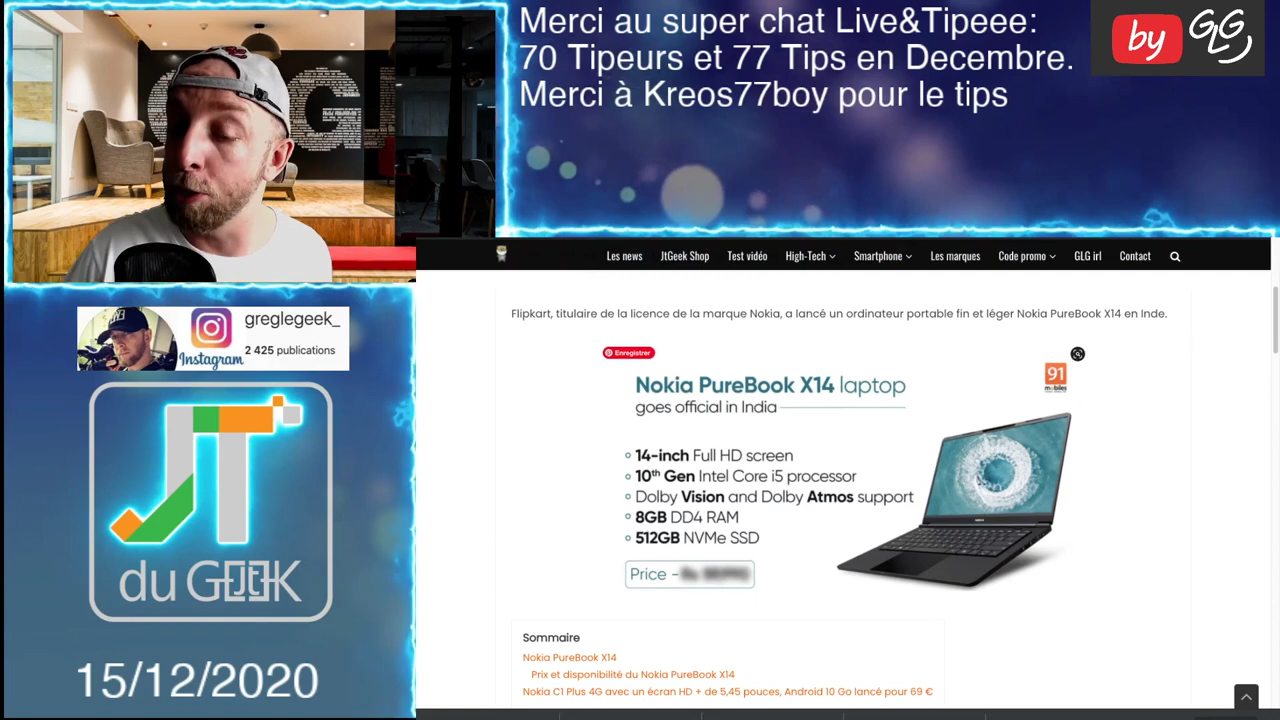 Merci au super chat Live&Tipeee:
70 Tipeurs et 77 Tips en Decembre.
Merci à Kreos77boy pour le tips
by GLG
Les news JtGeek Shop Test vidéo High-Tech Smartphone Les marques Code promo GLG irl Contact
Flipkart, titulaire de la licence de la marque Nokia, a lancé un ordinateur portable fin et léger Nokia PureBook X14 en Inde.
Enregistrer
91
mobiles
Nokia PureBook X14 laptop
goes official in India
14-inch Full HD screen
10th Gen Intel Core i5 processor
Dolby Vision and Dolby Atmos support
8GB DD4 RAM
512GB NVMe SSD
Price -
Sommaire
Nokia PureBook X14
Prix et disponibilité du Nokia PureBook X14
Nokia C1 Plus 4G avec un écran HD + de 5,45 pouces, Android 10 Go lancé pour 69 €
greglegeek_
Instagram
2 425 publications
JT
du GEEK
15/12/2020